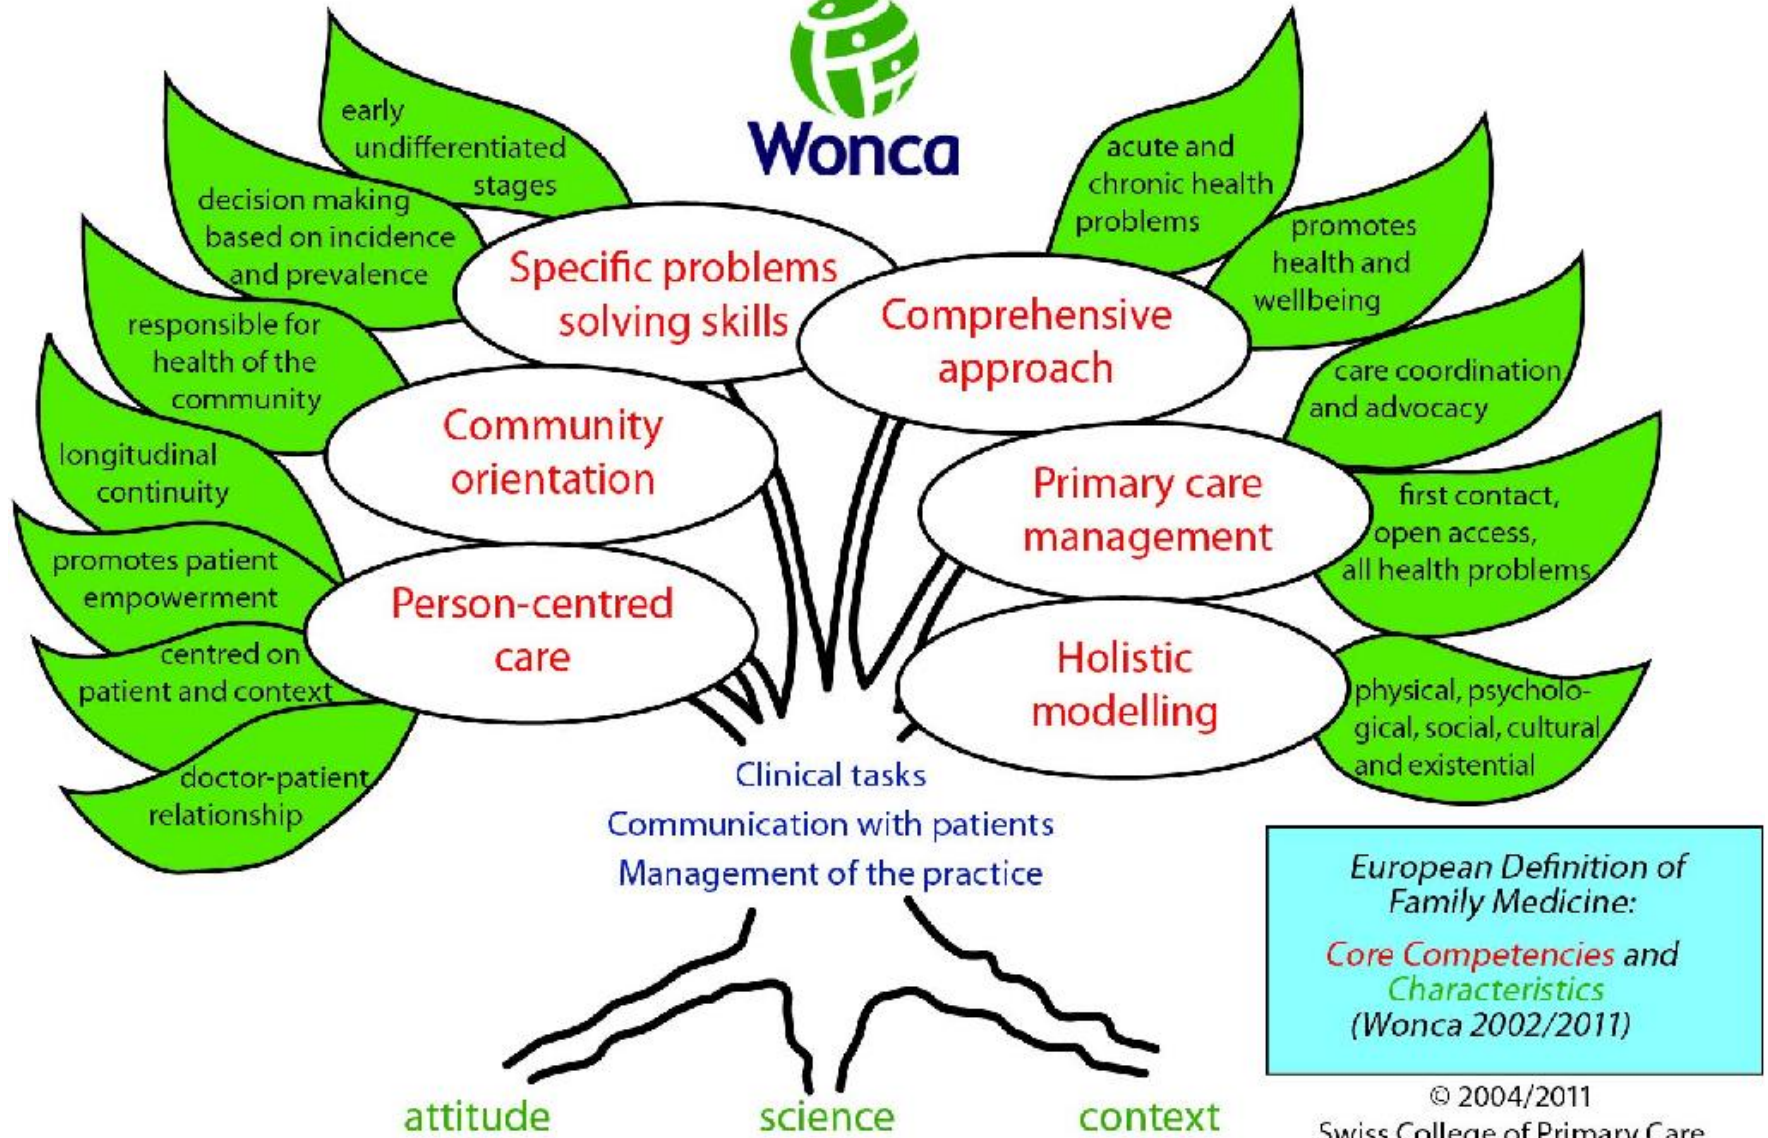 Wonca
early
undifferentiated
stages
decision making
based on incidence
and prevalence
responsible for
health of the
community
longitudinal
continuity
promotes patient
empowerment
centred on
patient and context
doctor-patient
relationship
Specific problems
solving skills
Community
orientation
Person-centred
care
Comprehensive
approach
Primary care
management
Holistic
modelling
acute and
chronic health
problems
promotes
health and
wellbeing
care coordination
and advocacy
first contact,
open access,
all health problems
physical, psycholo-
gical, social, cultural
and existential
Clinical tasks
Communication with patients
Management of the practice
attitude
science
context
European Definition of
Family Medicine:
Core Competencies and
Characteristics
(Wonca 2002/2011)
© 2004/2011
Swiss College of Primary Care